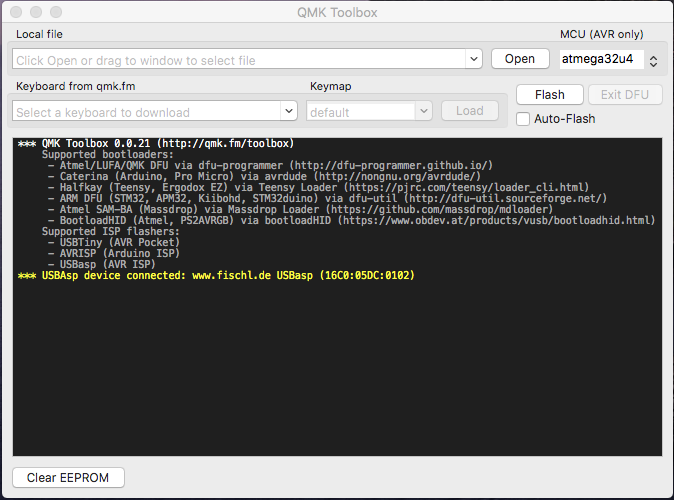 QMK Toolbox
Local file
MCU (AVR only)
Click Open or drag to window to select file
Open
atmega32u4
Keyboard from qmk.fm
Keymap
Flash
Exit DFU
Select a keyboard to download
default
Load
Auto-Flash
*** QMK Toolbox 0.0.21 (http://qmk.fm/toolbox)
Supported bootloaders:
- Atmel/LUFA/QMK DFU via dfu-programmer (http://dfu-programmer.github.io/)
- Caterina (Arduino, Pro Micro) via avrdude (http://nongnu.org/avrdude/)
- Halfkay (Teensy, Ergodox EZ) via Teensy Loader (https://pjrc.com/teensy/loader_cli.html)
- ARM DFU (STM32, APM32, Kiibohd, STM32duino) via dfu-util (http://dfu-util.sourceforge.net/)
- Atmel SAM-BA (Massdrop) via Massdrop Loader (https://github.com/massdrop/mdloader)
- BootloadHID (Atmel, PS2AVRGB) via bootloadHID (https://www.obdev.at/products/vusb/bootloadhid.html)
Supported ISP flashers:
- USBTiny (AVR Pocket)
- AVRISP (Arduino ISP)
- USBasp (AVR ISP)
*** USBAsp device connected: www.fischl.de USBasp (16C0:05DC:0102)
Clear EEPROM